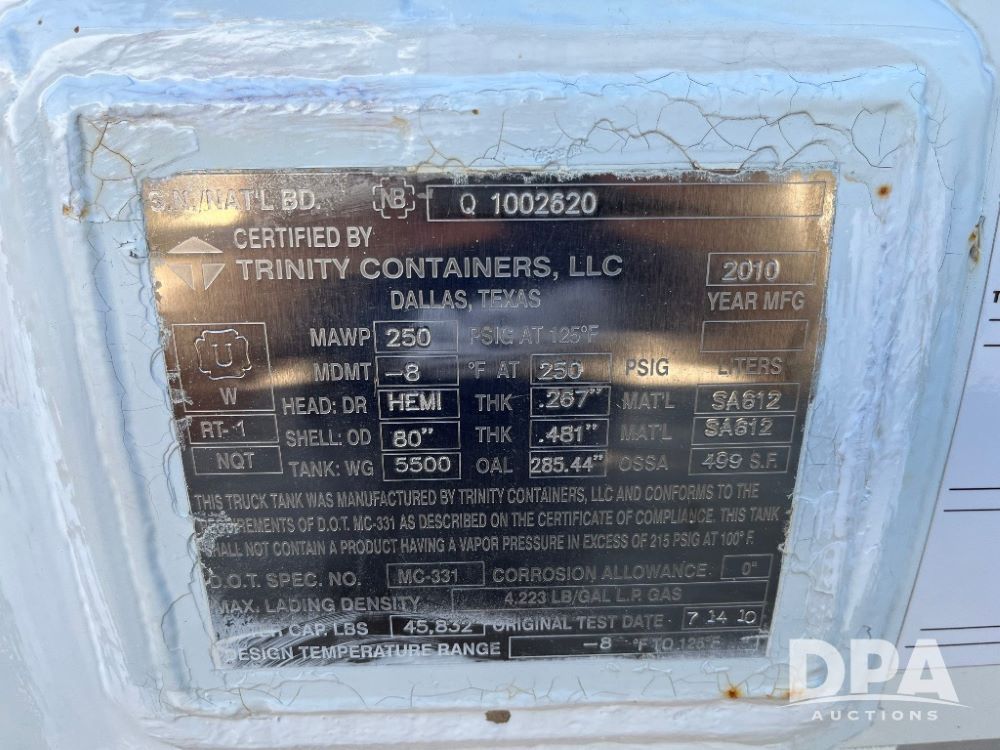 S.N./NAT'L BD. NB Q 1002620
CERTIFIED BY
TRINITY CONTAINERS, LLC 2010
DALLAS, TEXAS YEAR MFG
MAWP 250 PSIG AT 125°F
U MDMT -8 °F AT 250 PSIG LITERS
W HEAD: DR HEMI THK .267" MAT'L SA612
RT-1 SHELL: OD 80" THK .481" MAT'L SA612
NQT TANK: WG 5500 OAL 285.44" OSSA 499 S.F.
THIS TRUCK TANK WAS MANUFACTURED BY TRINITY CONTAINERS, LLC AND CONFORMS TO THE
REQUIREMENTS OF D.O.T. MC-331 AS DESCRIBED ON THE CERTIFICATE OF COMPLIANCE. THIS TANK
SHALL NOT CONTAIN A PRODUCT HAVING A VAPOR PRESSURE IN EXCESS OF 215 PSIG AT 100° F.
D.O.T. SPEC. NO. MC-331 CORROSION ALLOWANCE 0"
MAX. LADING DENSITY 4.223 LB/GAL L.P. GAS
CAP. LBS 45,832 ORIGINAL TEST DATE 7 14 10
DESIGN TEMPERATURE RANGE -8 °F TO 125°F
DPA
AUCTIONS